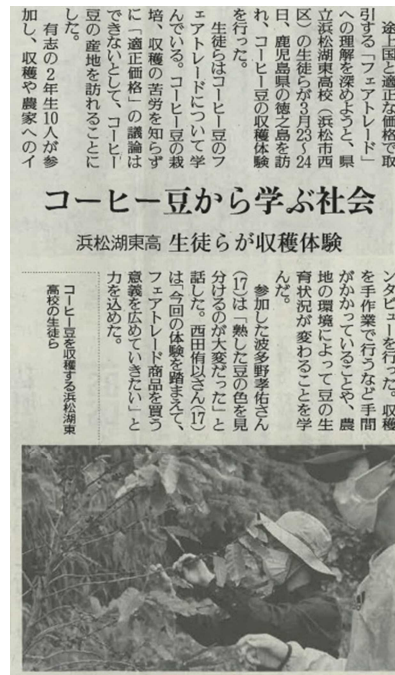 コーヒー豆から学ぶ社会
浜松湖東高 生徒らが収穫体験
途上国と適正な価格で取
引する「フェアトレード」
への理解を深めようと、県
立浜松湖東高校（浜松市西
区）の生徒らが３月23～24
日、鹿児島県の徳之島を訪
れ、コーヒー豆の収穫体験
を行った。
生徒らはコーヒー豆のフ
ェアトレードについて学
んでいる。コーヒー豆の栽
培、収穫の苦労を知らず
に「適正価格」の議論は
できないとして、コーヒー
豆の産地を訪れることに
した。
有志の２年生10人が参
加し、収穫や農家へのイ
ンタビューを行った。収穫
を手作業で行うなど手間
がかかっていることや、農
地の環境によって豆の生
育状況が変わることを学
んだ。
参加した波多野孝佑さん
(17)は「熟した豆の色を見
分けるのが大変だった」と
話した。西田侑以さん(17)
は「今回の体験を踏まえて、
フェアトレード商品を買う
意義を広めていきたい」と
力を込めた。
コーヒー豆を収穫する浜松湖東
高校の生徒ら